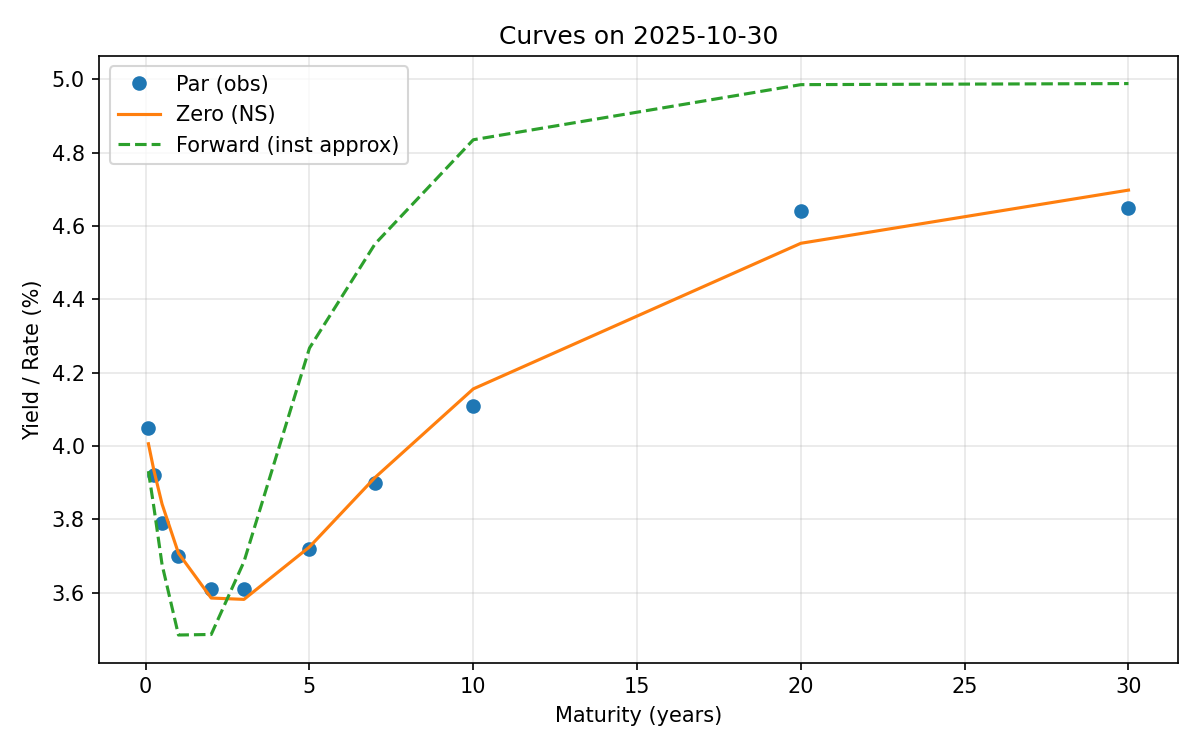 Curves on 2025-10-30
Par (obs)
Zero (NS)
Forward (inst approx)
Yield / Rate (%)
5.0
4.8
4.6
4.4
4.2
4.0
3.8
3.6
0 5 10 15 20 25 30
Maturity (years)